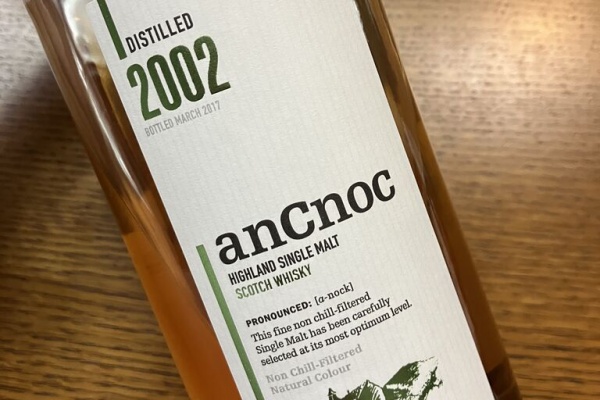 DISTILLED
2002
BOTTLED MARCH 2017
anCnoc
HIGHLAND SINGLE MALT
SCOTCH WHISKY
PRONOUNCED: [a-nock]
This fine non chill-filtered
Single Malt has been carefully
selected at its most optimum level.
Non Chill-Filtered
Natural Colour